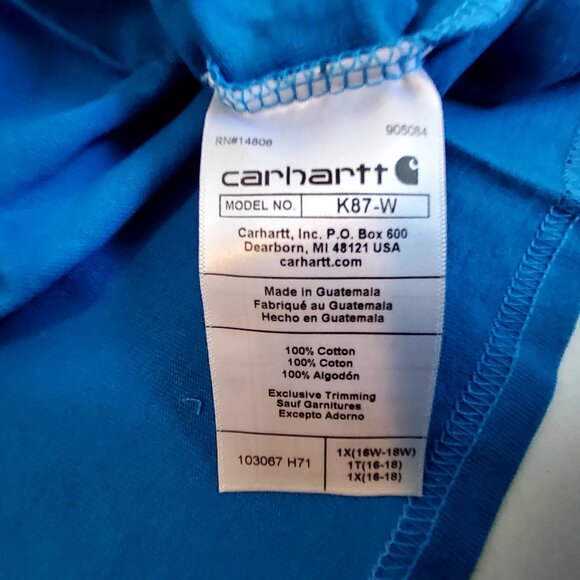 RN#14806 905084
carhartt
MODEL NO. K87-W
Carhartt, Inc. P.O. Box 600
Dearborn, MI 48121 USA
carhartt.com
Made in Guatemala
Fabriqué au Guatemala
Hecho en Guatemala
100% Cotton
100% Coton
100% Algodón
Exclusive Trimming
Sauf Garnitures
Excepto Adorno
103067 H71
1X(16W-18W)
1T(16-18)
1X(16-18)